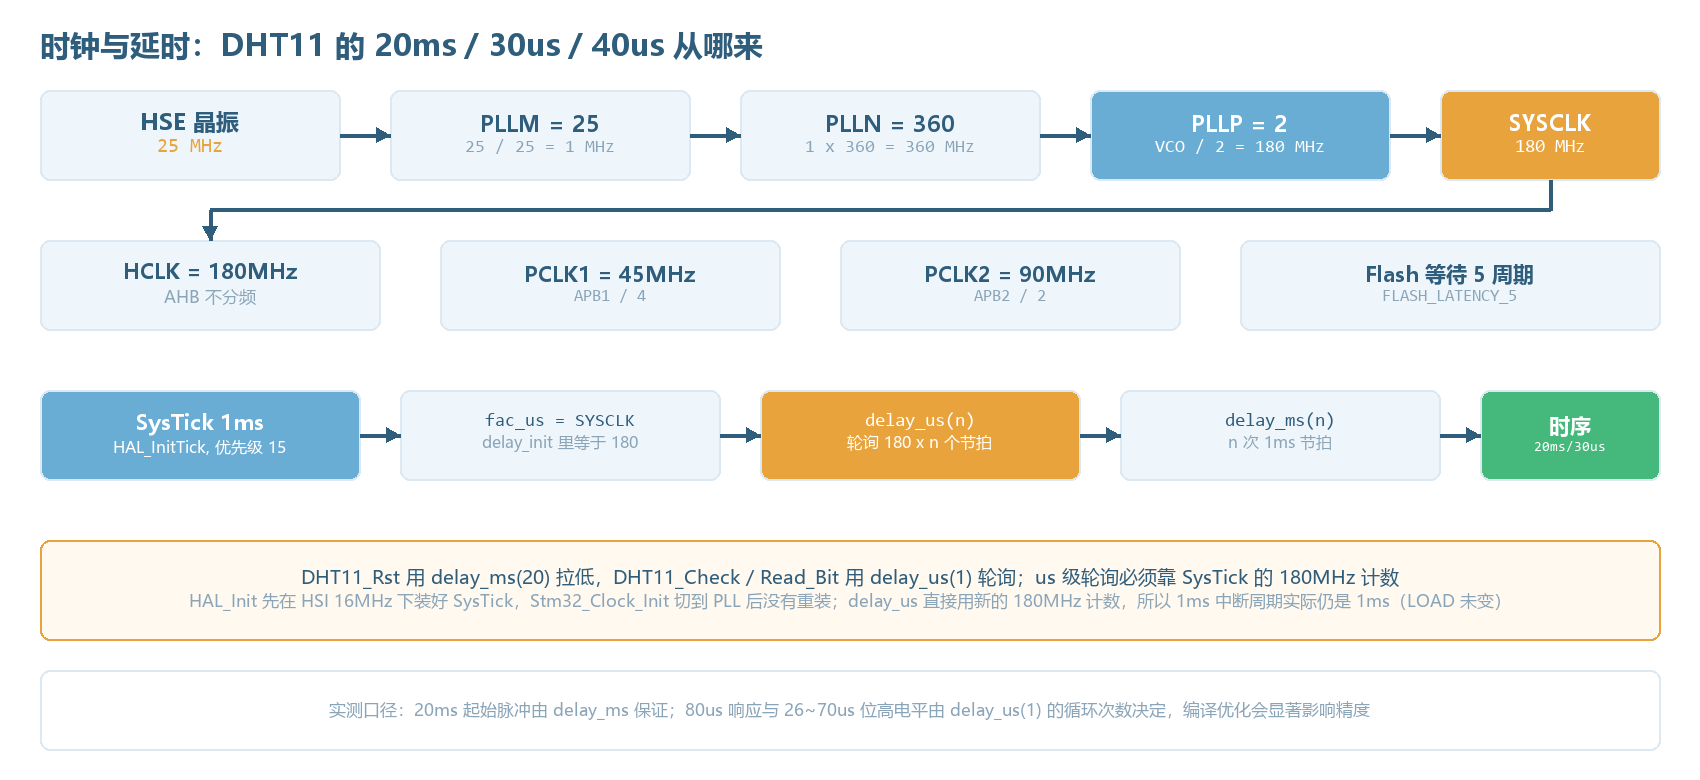 时钟与延时：DHT11 的 20ms / 30us / 40us 从哪来
HSE 晶振
25 MHz
PLLM = 25
25 / 25 = 1 MHz
PLLN = 360
1 x 360 = 360 MHz
PLLP = 2
VCO / 2 = 180 MHz
SYSCLK
180 MHz
HCLK = 180MHz
AHB 不分频
PCLK1 = 45MHz
APB1 / 4
PCLK2 = 90MHz
APB2 / 2
Flash 等待 5 周期
FLASH_LATENCY_5
SysTick 1ms
HAL_InitTick, 优先级 15
fac_us = SYSCLK
delay_init 里等于 180
delay_us(n)
轮询 180 x n 个节拍
delay_ms(n)
n 次 1ms 节拍
时序
20ms/30us
DHT11_Rst 用 delay_ms(20) 拉低，DHT11_Check / Read_Bit 用 delay_us(1) 轮询；us 级轮询必须靠 SysTick 的 180MHz 计数
HAL_Init 先在 HSI 16MHz 下装好 SysTick，Stm32_Clock_Init 切到 PLL 后没有重装；delay_us 直接用新的 180MHz 计数，所以 1ms 中断周期实际仍是 1ms（LOAD 未变）
实测口径：20ms 起始脉冲由 delay_ms 保证；80us 响应与 26~70us 位高电平由 delay_us(1) 的循环次数决定，编译优化会显著影响精度